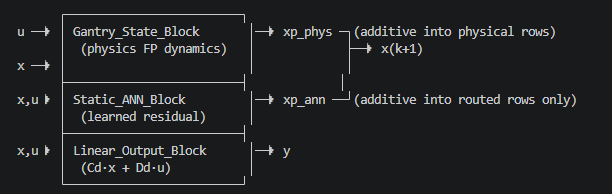 u Gantry_State_Block xp_phys (additive into physical rows)
(physics FP dynamics) x(k+1)
x
x,u Static_ANN_Block xp_ann (additive into routed rows only)
(learned residual)
x,u Linear_Output_Block y
(Cd·x + Dd·u)